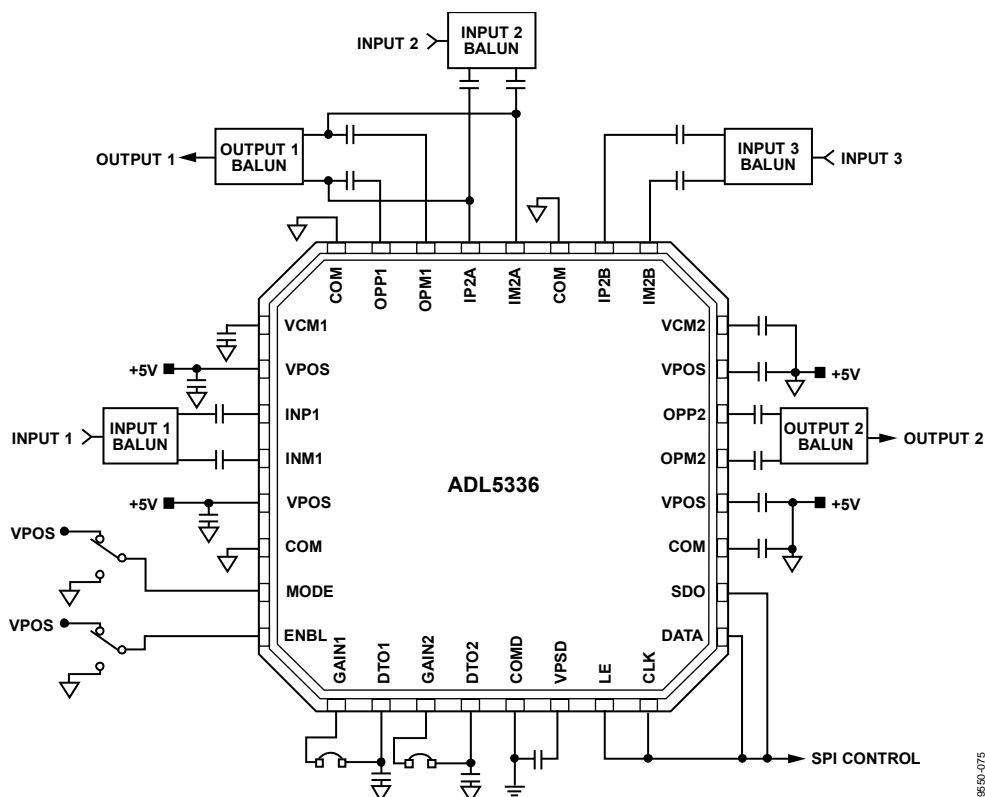 INPUT 2
INPUT 2
BALUN
OUTPUT 1
OUTPUT 1
BALUN
INPUT 3
BALUN
INPUT 3
COM
OPP1
OPM1
IP2A
IM2A
COM
IP2B
IM2B
VCM1
VPOS
+5V
INP1
INPUT 1
INPUT 1
BALUN
INM1
VPOS
+5V
COM
VPOS
MODE
VPOS
ENBL
ADL5336
VCM2
VPOS
+5V
OPP2
OUTPUT 2
BALUN
OUTPUT 2
OPM2
VPOS
+5V
COM
SDO
DATA
GAIN1
DTO1
GAIN2
DTO2
COMD
VPSD
LE
CLK
SPI CONTROL
9550-075